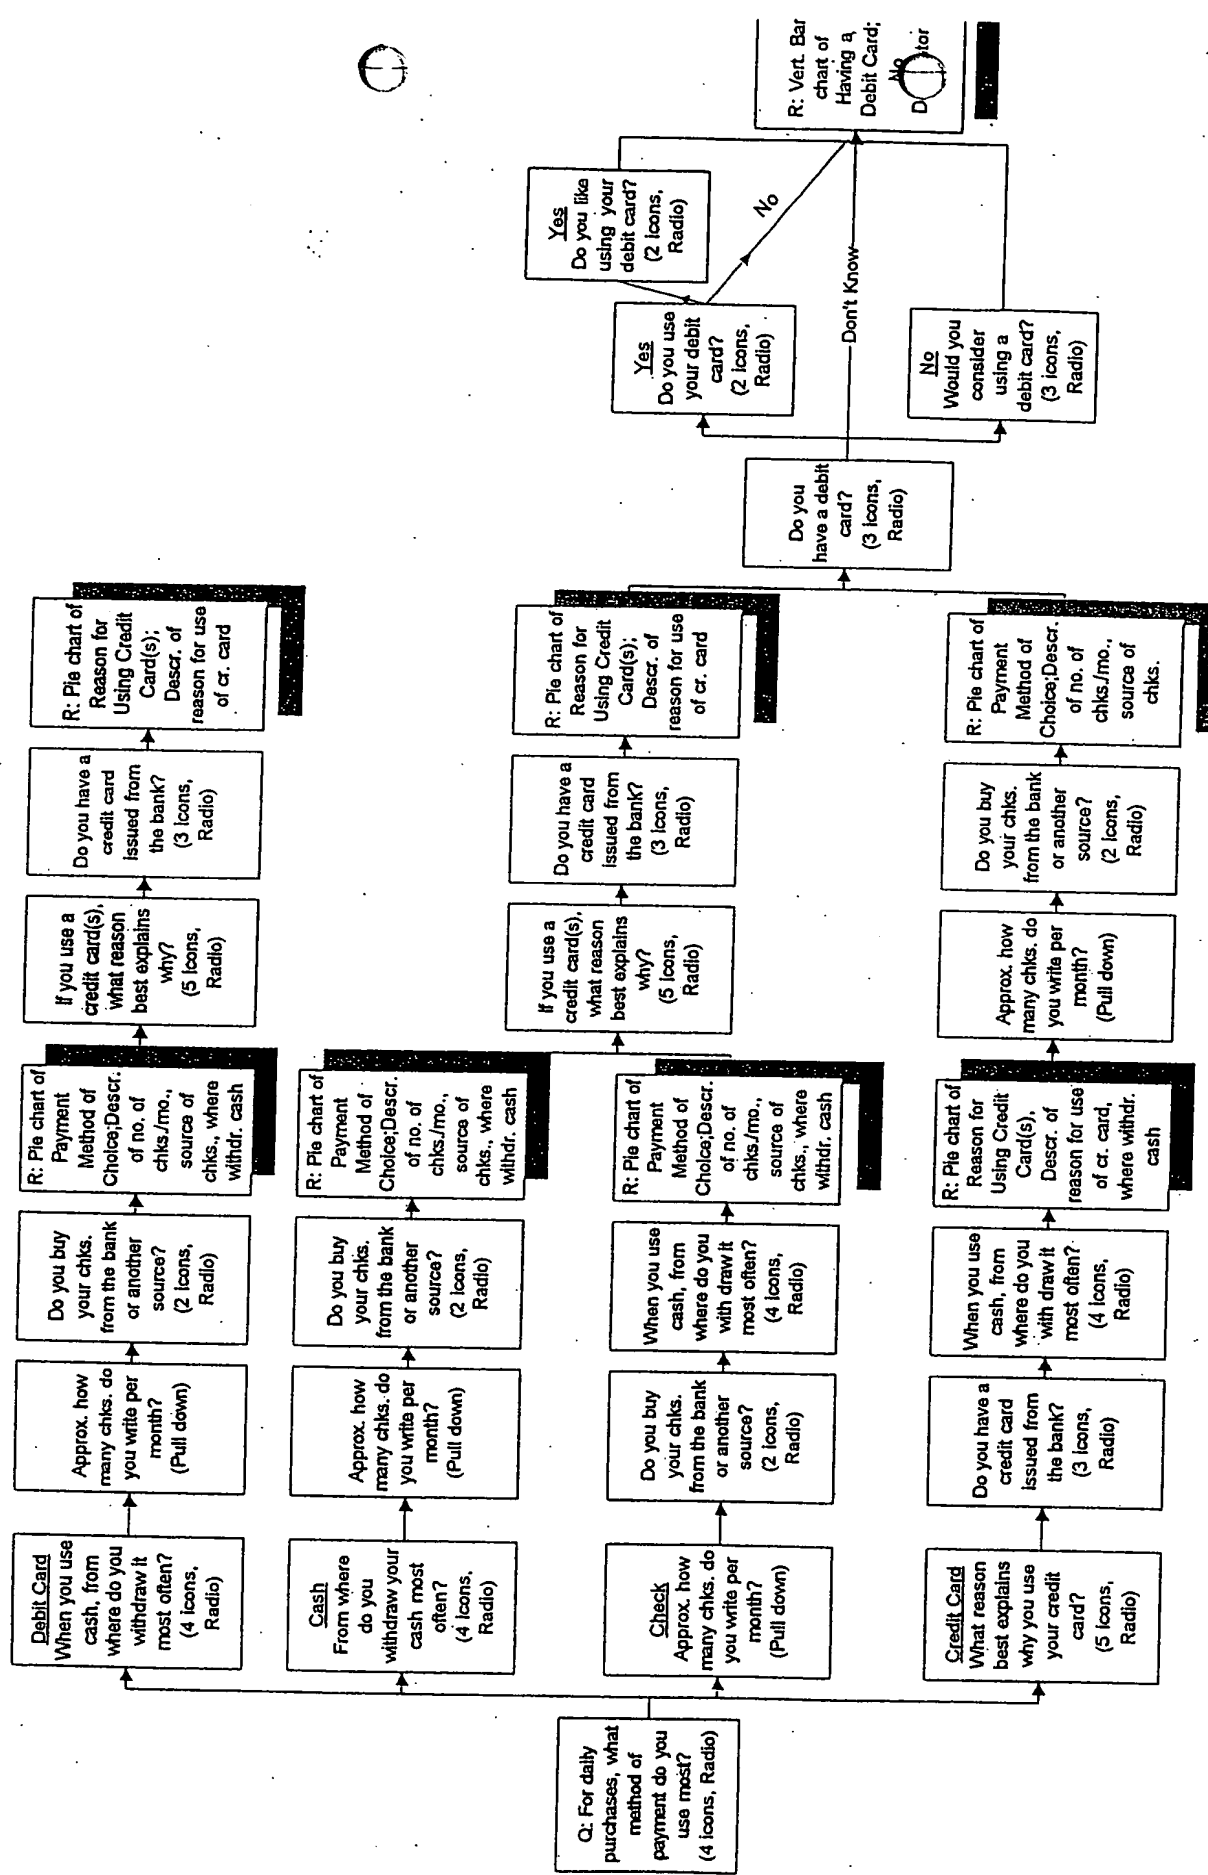 Q: For daily
purchases, what
method of
payment do you
use most?
(4 icons, Radio)
Debit Card
When you use
cash, from
where do you
withdraw it
most often?
(4 icons,
Radio)
Approx. how
many chks. do
you write per
month?
(Pull down)
Do you buy
your chks.
from the bank
or another
source?
(2 icons,
Radio)
R: Pie chart of
Payment
Method of
Choice;Descr.
of no. of
chks/mo.,
source of
chks., where
withdr. cash
If you use a
credit card(s),
what reason
best explains
why?
(5 icons,
Radio)
Do you have a
credit card
issued from
the bank?
(3 icons,
Radio)
R: Pie chart of
Reason for
Using Credit
Card(s);
Descr. of
reason for use
of cr. card
Cash
From where
do you
withdraw your
cash most
often?
(4 icons,
Radio)
Approx. how
many chks. do
you write per
month?
(Pull down)
Do you buy
your chks.
from the bank
or another
source?
(2 icons,
Radio)
R: Pie chart of
Payment
Method of
Choice;Descr.
of no. of
chks/mo.,
source of
chks., where
withdr. cash
Check
Approx. how
many chks. do
you write per
month?
(Pull down)
Do you buy
your chks.
from the bank
or another
source?
(2 icons,
Radio)
When you use
cash, from
where do you
with draw it
most often?
(4 icons,
Radio)
R: Pie chart of
Payment
Method of
Choice;Descr.
of no. of
chks/mo.,
source of
chks., where
withdr. cash
If you use a
credit card(s),
what reason
best explains
why?
(5 icons,
Radio)
Do you have a
credit card
issued from
the bank?
(3 icons,
Radio)
R: Pie chart of
Reason for
Using Credit
Card(s);
Descr. of
reason for use
of cr. card
Credit Card
What reason
best explains
why you use
your credit
card?
(5 icons,
Radio)
Do you have a
credit card
issued from
the bank?
(3 icons,
Radio)
When you use
cash, from
where do you
with draw it
most often?
(4 icons,
Radio)
R: Pie chart of
Reason for
Using Credit
Card(s),
Descr. of
reason for use
of cr. card,
where withdr.
cash
Approx. how
many chks. do
you write per
month?
(Pull down)
Do you buy
your chks.
from the bank
or another
source?
(2 icons,
Radio)
R: Pie chart of
Payment
Method of
Choice;Descr.
of no. of
chks./mo.,
source of
chks.
Do you
have a debit
card?
(3 icons,
Radio)
Yes
Do you use
your debit
card?
(2 icons,
Radio)
Yes
Do you like
using your
debit card?
(2 icons,
Radio)
No
Don't Know
No
Would you
consider
using a
debit card?
(3 icons,
Radio)
R: Vert. Bar
chart of
Having a
Debit Card;